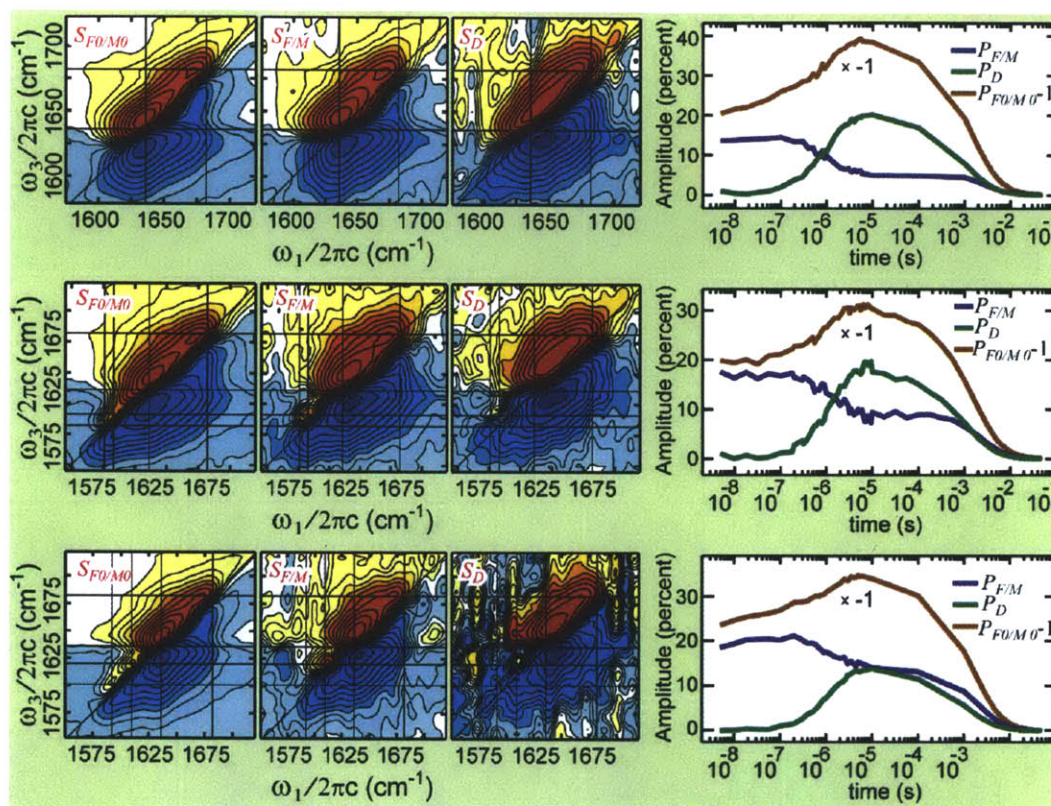 S_F0/M0 S_F/M S_D
ω3/2πc (cm-1)
1700
1650
1600
1600 1650 1700 1600 1650 1700 1600 1650 1700
ω1/2πc (cm-1)
Amplitude (percent)
40
30
20
10
0
× -1
P_F/M
P_D
P_F0/M0-1
10-8 10-7 10-6 10-5 10-4 10-3 10-2 10-1
time (s)
S_F0/M0 S_F/M S_D
ω3/2πc (cm-1)
1675
1625
1575
1575 1625 1675 1575 1625 1675 1575 1625 1675
ω1/2πc (cm-1)
Amplitude (percent)
30
20
10
0
× -1
P_F/M
P_D
P_F0/M0-1
10-8 10-7 10-6 10-5 10-4 10-3 10-2 10-1
time (s)
S_F0/M0 S_F/M S_D
ω3/2πc (cm-1)
1675
1625
1575
1575 1625 1675 1575 1625 1675 1575 1625 1675
ω1/2πc (cm-1)
Amplitude (percent)
30
20
10
0
× -1
P_F/M
P_D
P_F0/M0-1
10-8 10-7 10-6 10-5 10-4 10-3
time (s)